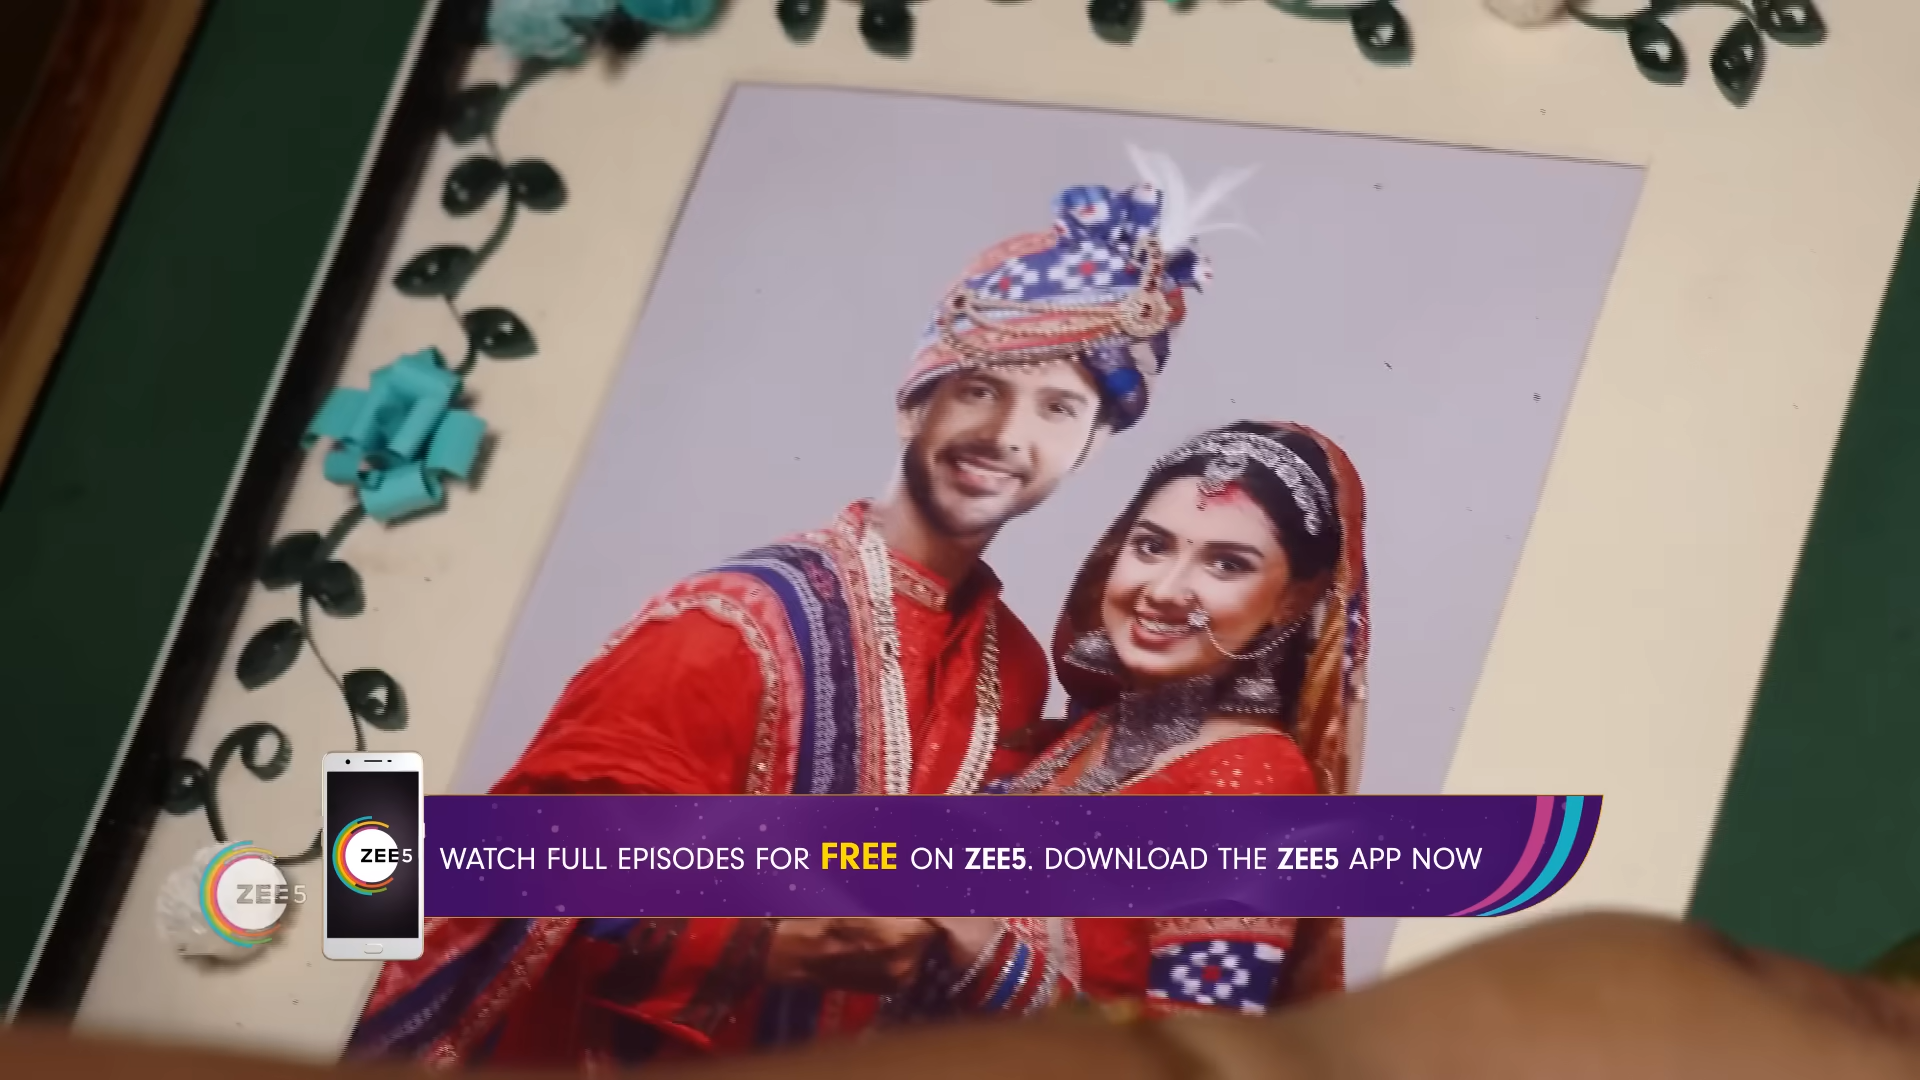 ZEE5
ZEE5
WATCH FULL EPISODES FOR FREE ON ZEE5. DOWNLOAD THE ZEE5 APP NOW